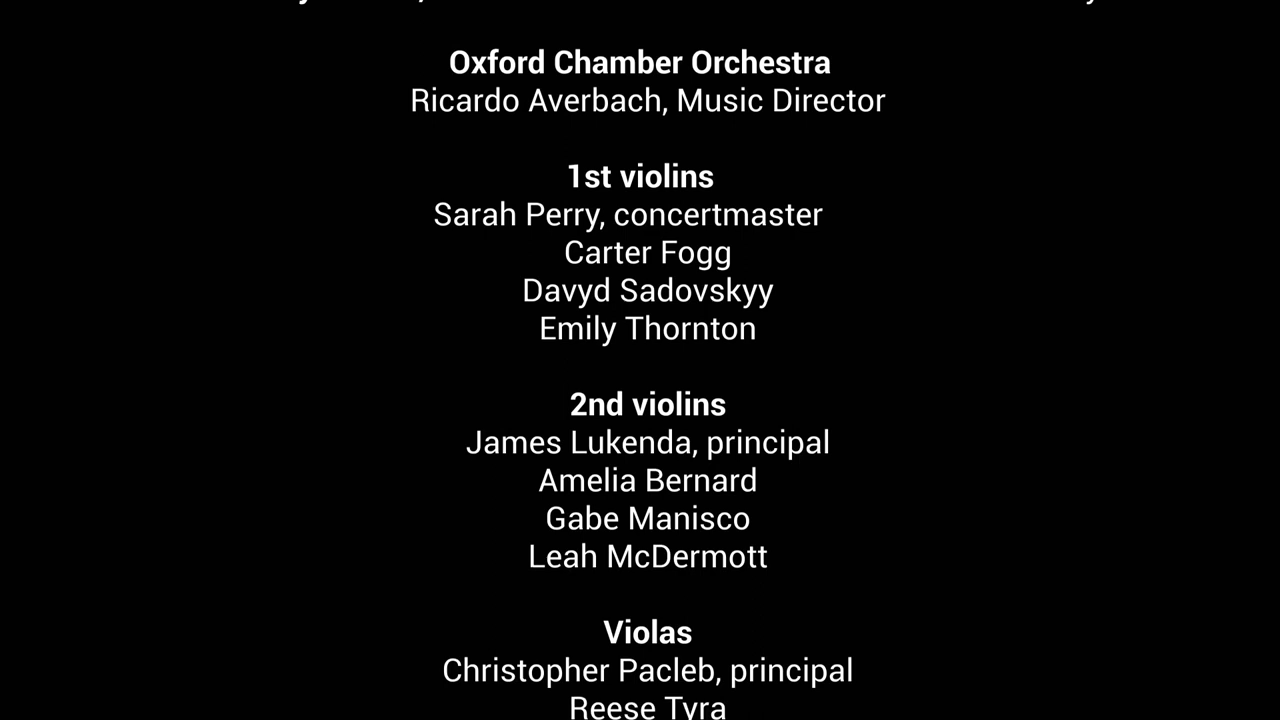 Oxford Chamber Orchestra
Ricardo Averbach, Music Director
1st violins
Sarah Perry, concertmaster
Carter Fogg
Davyd Sadovskyy
Emily Thornton
2nd violins
James Lukenda, principal
Amelia Bernard
Gabe Manisco
Leah McDermott
Violas
Christopher Pacleb, principal
Reese Tyra